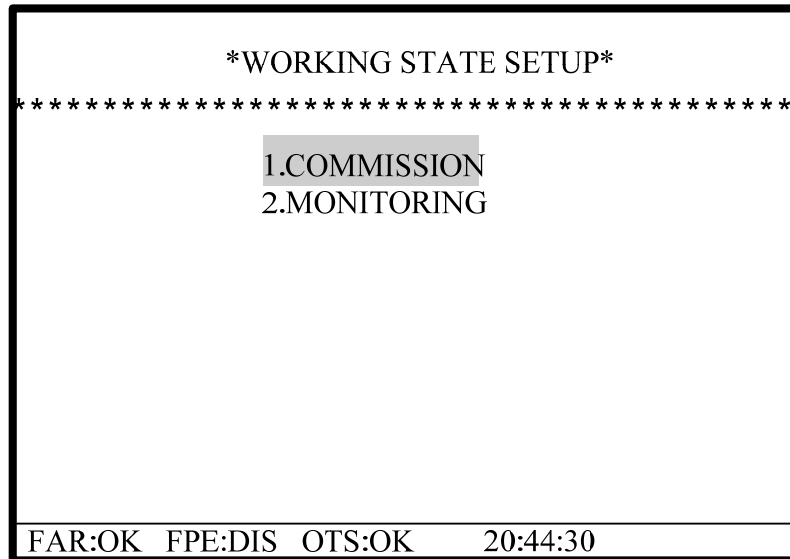 *WORKING STATE SETUP*
*******************************************
1.COMMISSION
2.MONITORING
FAR:OK FPE:DIS OTS:OK 20:44:30